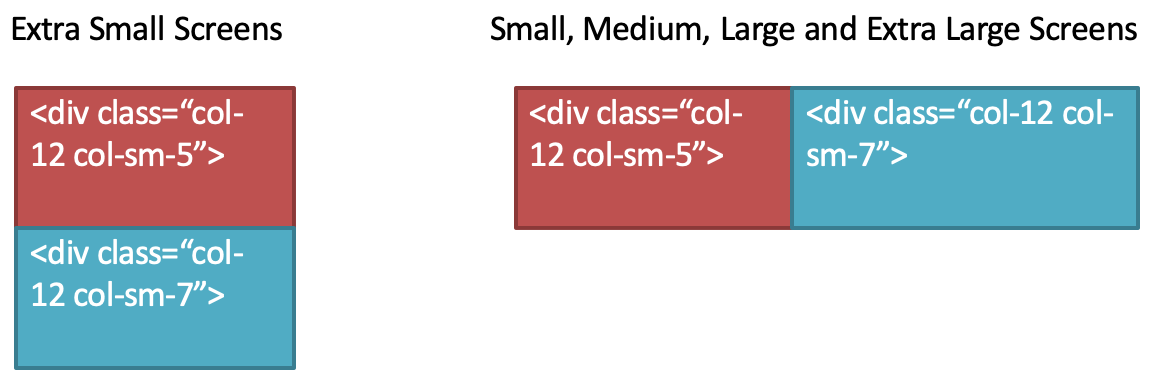 Extra Small Screens
<div class=“col-
12 col-sm-5”>
<div class=“col-
12 col-sm-7”>
Small, Medium, Large and Extra Large Screens
<div class=“col-
12 col-sm-5”>
<div class=“col-12 col-
sm-7”>